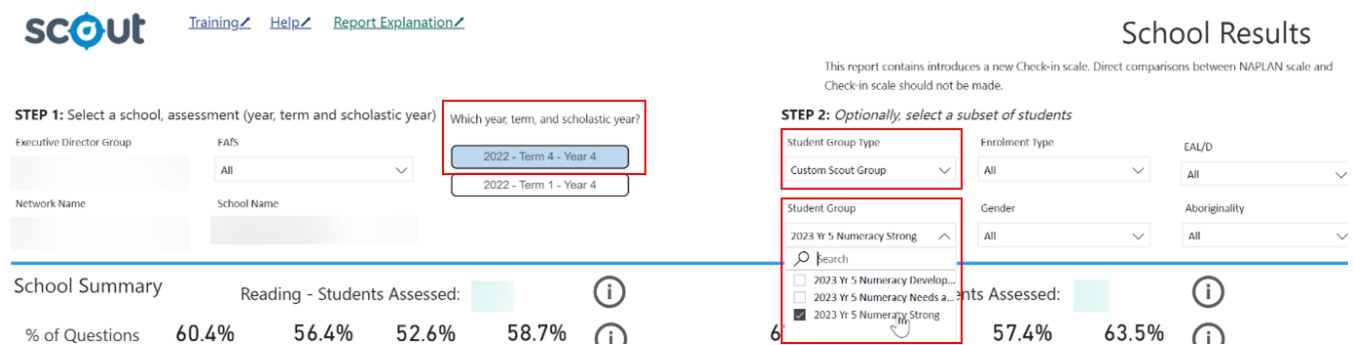 scout
Training Help Report Explanation
School Results
This report contains introduces a new Check-in scale. Direct comparisons between NAPLAN scale and
Check-in scale should not be made.
STEP 1: Select a school, assessment (year, term and scholastic year)
Which year, term, and scholastic year?
Executive Director Group
EAfS
All
2022 - Term 4 - Year 4
2022 - Term 1 - Year 4
Network Name
School Name
STEP 2: Optionally, select a subset of students
Student Group Type
Enrolment Type
EAL/D
Custom Scout Group
All
All
Student Group
Gender
Aboriginality
2023 Yr 5 Numeracy Strong
All
All
Search
2023 Yr 5 Numeracy Develop...
2023 Yr 5 Numeracy Needs a...
2023 Yr 5 Numeracy Strong
School Summary
Reading - Students Assessed:
Assessed:
% of Questions
60.4% 56.4% 52.6% 58.7%
57.4% 63.5%